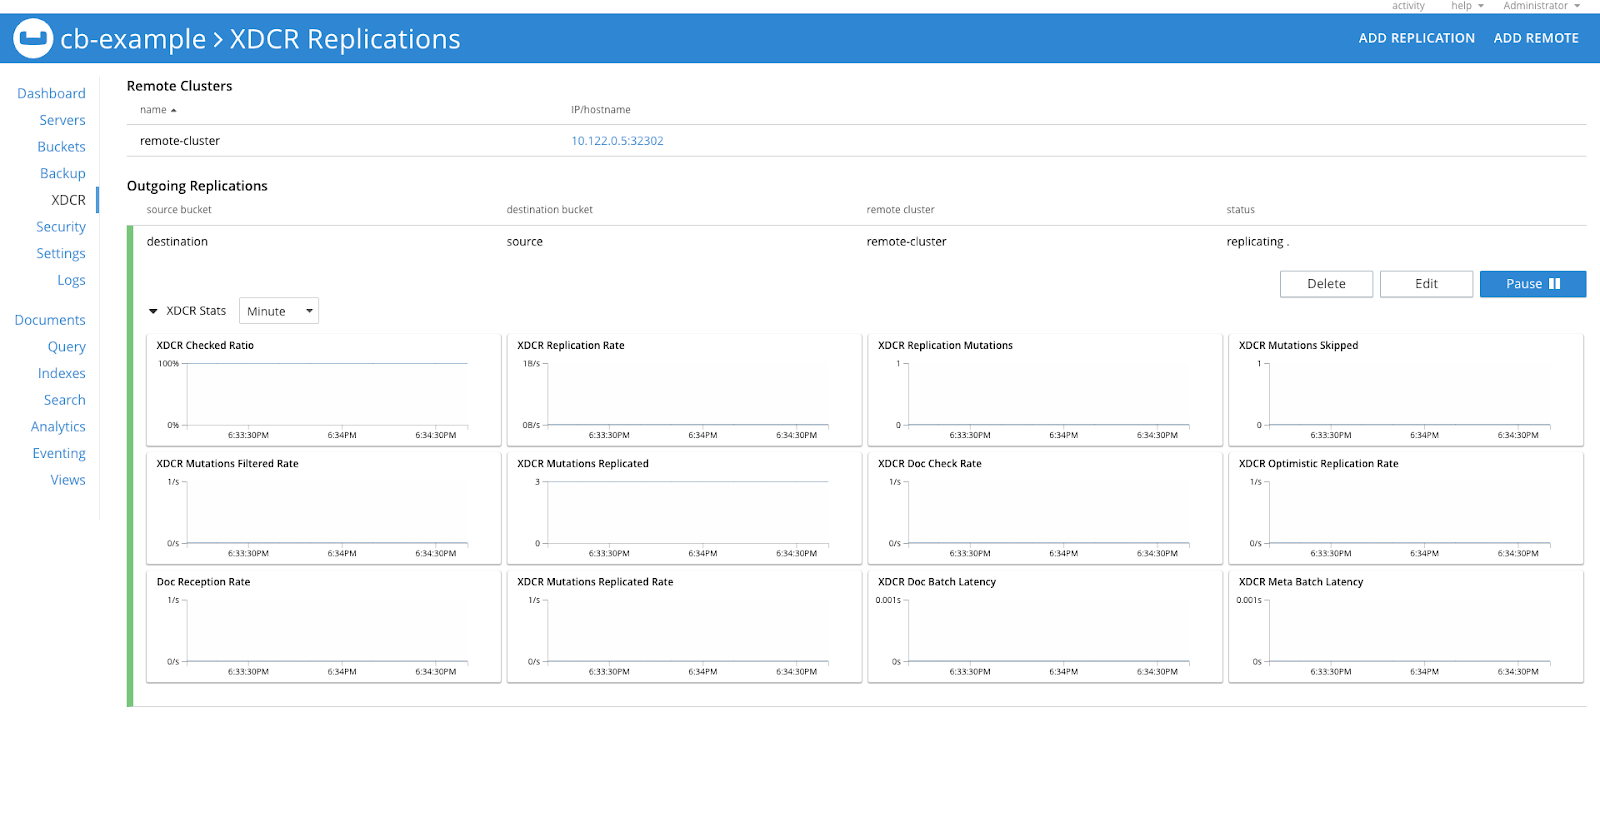 activity help Administrator
cb-example > XDCR Replications ADD REPLICATION ADD REMOTE
Dashboard
Servers
Buckets
Backup
XDCR
Security
Settings
Logs
Documents
Query
Indexes
Search
Analytics
Eventing
Views
Remote Clusters
name IP/hostname
remote-cluster 10.122.0.5:32302
Outgoing Replications
source bucket destination bucket remote cluster status
destination source remote-cluster replicating .
Delete Edit Pause
XDCR Stats Minute
XDCR Checked Ratio
100%
0%
6:33:30PM 6:34PM 6:34:30PM
XDCR Replication Rate
1B/s
0B/s
6:33:30PM 6:34PM 6:34:30PM
XDCR Replication Mutations
1
0
6:33:30PM 6:34PM 6:34:30PM
XDCR Mutations Skipped
1
0
6:33:30PM 6:34PM 6:34:30PM
XDCR Mutations Filtered Rate
1/s
0/s
6:33:30PM 6:34PM 6:34:30PM
XDCR Mutations Replicated
3
0
6:33:30PM 6:34PM 6:34:30PM
XDCR Doc Check Rate
1/s
0/s
6:33:30PM 6:34PM 6:34:30PM
XDCR Optimistic Replication Rate
1/s
0/s
6:33:30PM 6:34PM 6:34:30PM
Doc Reception Rate
1/s
0/s
6:33:30PM 6:34PM 6:34:30PM
XDCR Mutations Replicated Rate
1/s
0/s
6:33:30PM 6:34PM 6:34:30PM
XDCR Doc Batch Latency
0.001s
0s
6:33:30PM 6:34PM 6:34:30PM
XDCR Meta Batch Latency
0.001s
0s
6:33:30PM 6:34PM 6:34:30PM